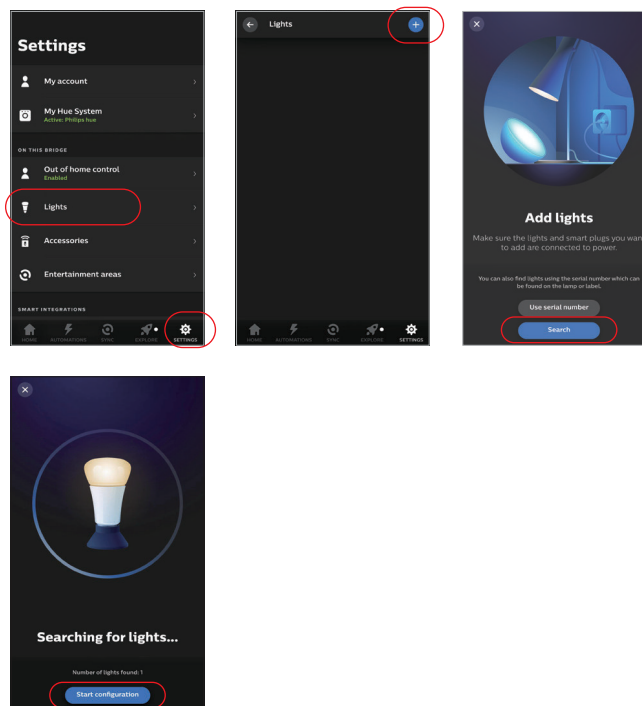 Settings
My account
My Hue System
Active: Philips hue
ON THIS BRIDGE
Out of home control
Enabled
Lights
Accessories
Entertainment areas
SMART INTEGRATIONS
HOME AUTOMATIONS SYNC EXPLORE SETTINGS
Lights
HOME AUTOMATIONS SYNC EXPLORE SETTINGS
Add lights
Make sure the lights and smart plugs you want
to add are connected to power.
You can also find lights using the serial number which can
be found on the lamp or label.
Use serial number
Search
Searching for lights...
Number of lights found: 1
Start configuration